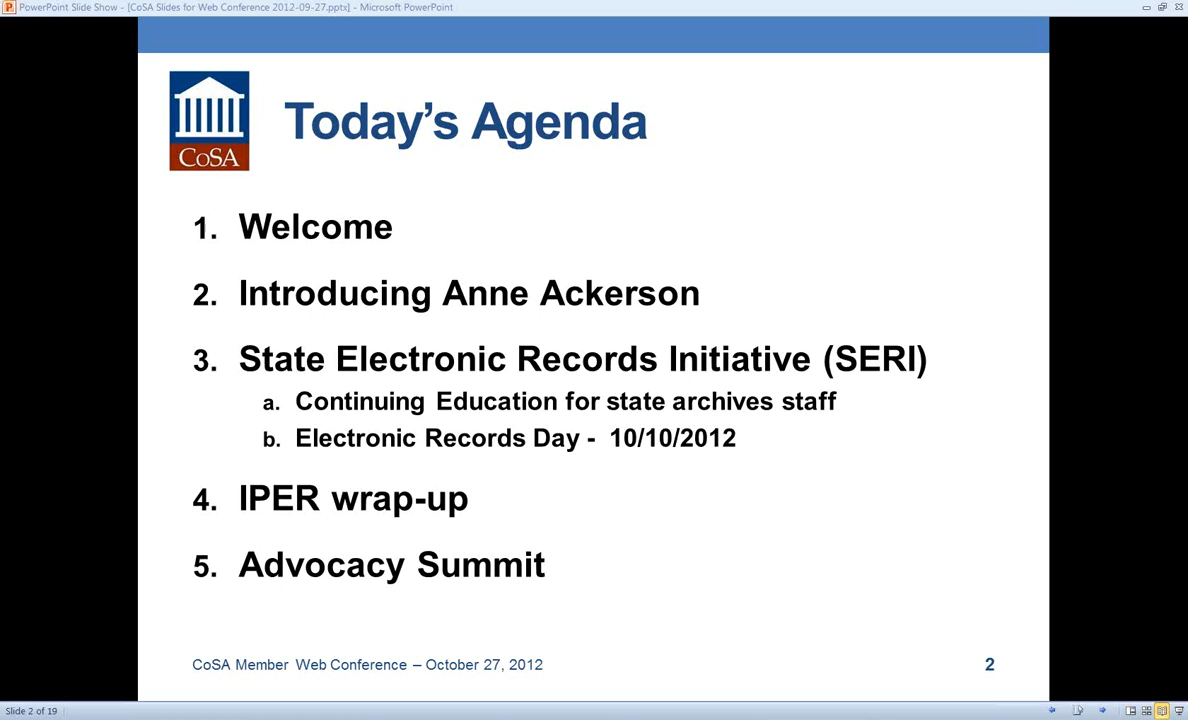 PowerPoint Slide Show - [CoSA Slides for Web Conference 2012-09-27.pptx] - Microsoft PowerPoint
CoSA
Today's Agenda
1. Welcome
2. Introducing Anne Ackerson
3. State Electronic Records Initiative (SERI)
a. Continuing Education for state archives staff
b. Electronic Records Day - 10/10/2012
4. IPER wrap-up
5. Advocacy Summit
CoSA Member Web Conference – October 27, 2012
2
Slide 2 of 19